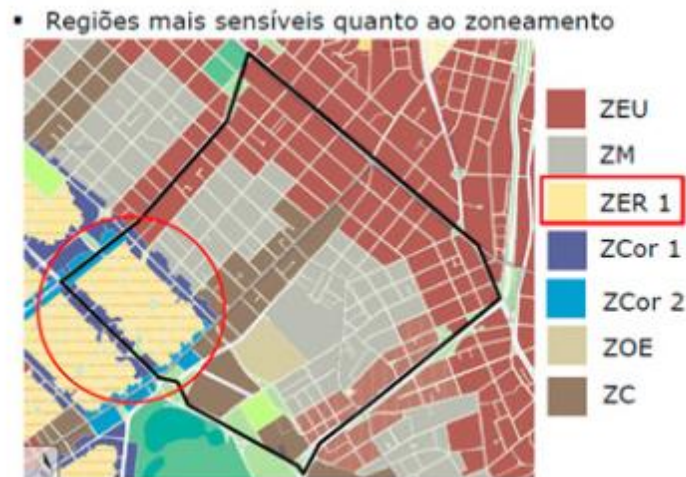 ▪ Regiões mais sensíveis quanto ao zoneamento
ZEU
ZM
ZER 1
ZCor 1
ZCor 2
ZOE
ZC